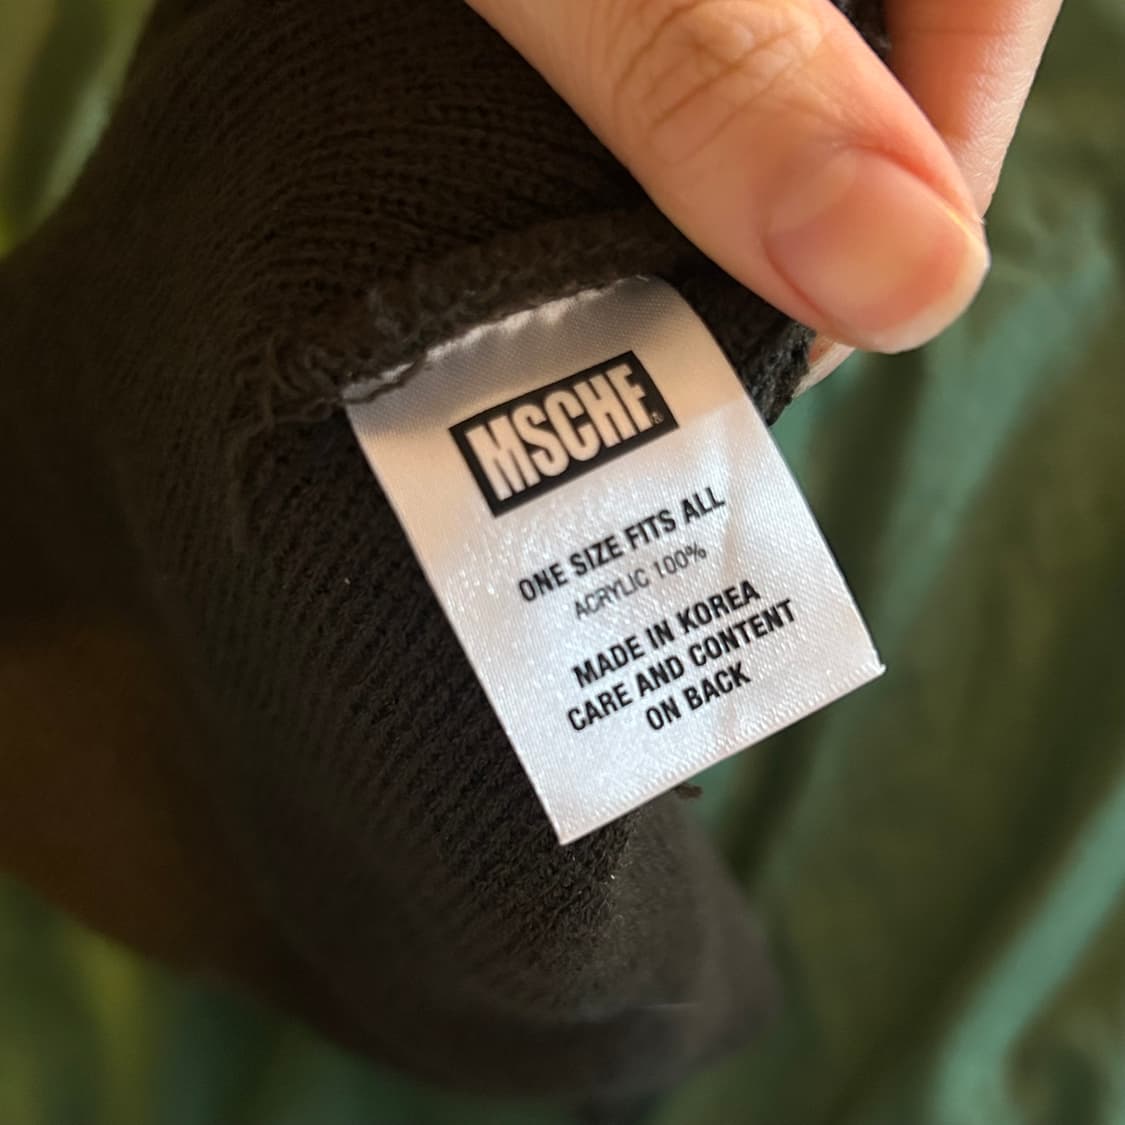 MSCHF®
ONE SIZE FITS ALL
ACRYLIC 100%
MADE IN KOREA
CARE AND CONTENT
ON BACK